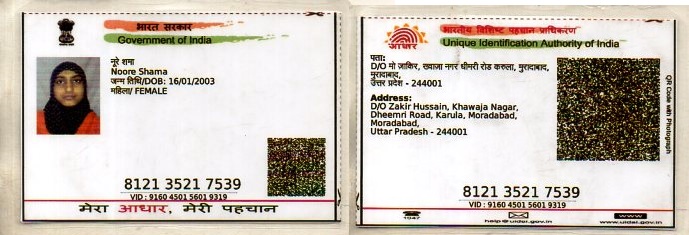 भारत सरकार
Government of India
नूरे शमा
Noore Shama
जन्म तिथि/DOB: 16/01/2003
महिला/ FEMALE
8121 3521 7539
VID : 9160 4501 5601 9319
मेरा आधार, मेरी पहचान
भारतीय विशिष्ट पहचान प्राधिकरण
आधार
Unique Identification Authority of India
पता:
D/O मो ज़ाकिर, ख्वाजा नगर धीमरी रोड करुला, मुरादाबाद,
मुरादाबाद,
उत्तर प्रदेश - 244001
Address:
D/O Zakir Hussain, Khawaja Nagar,
Dheemri Road, Karula, Moradabad,
Moradabad,
Uttar Pradesh - 244001
QR Code with Photograph
8121 3521 7539
VID : 9160 4501 5601 9319
1947
help@uidai.gov.in
www.uidai.gov.in